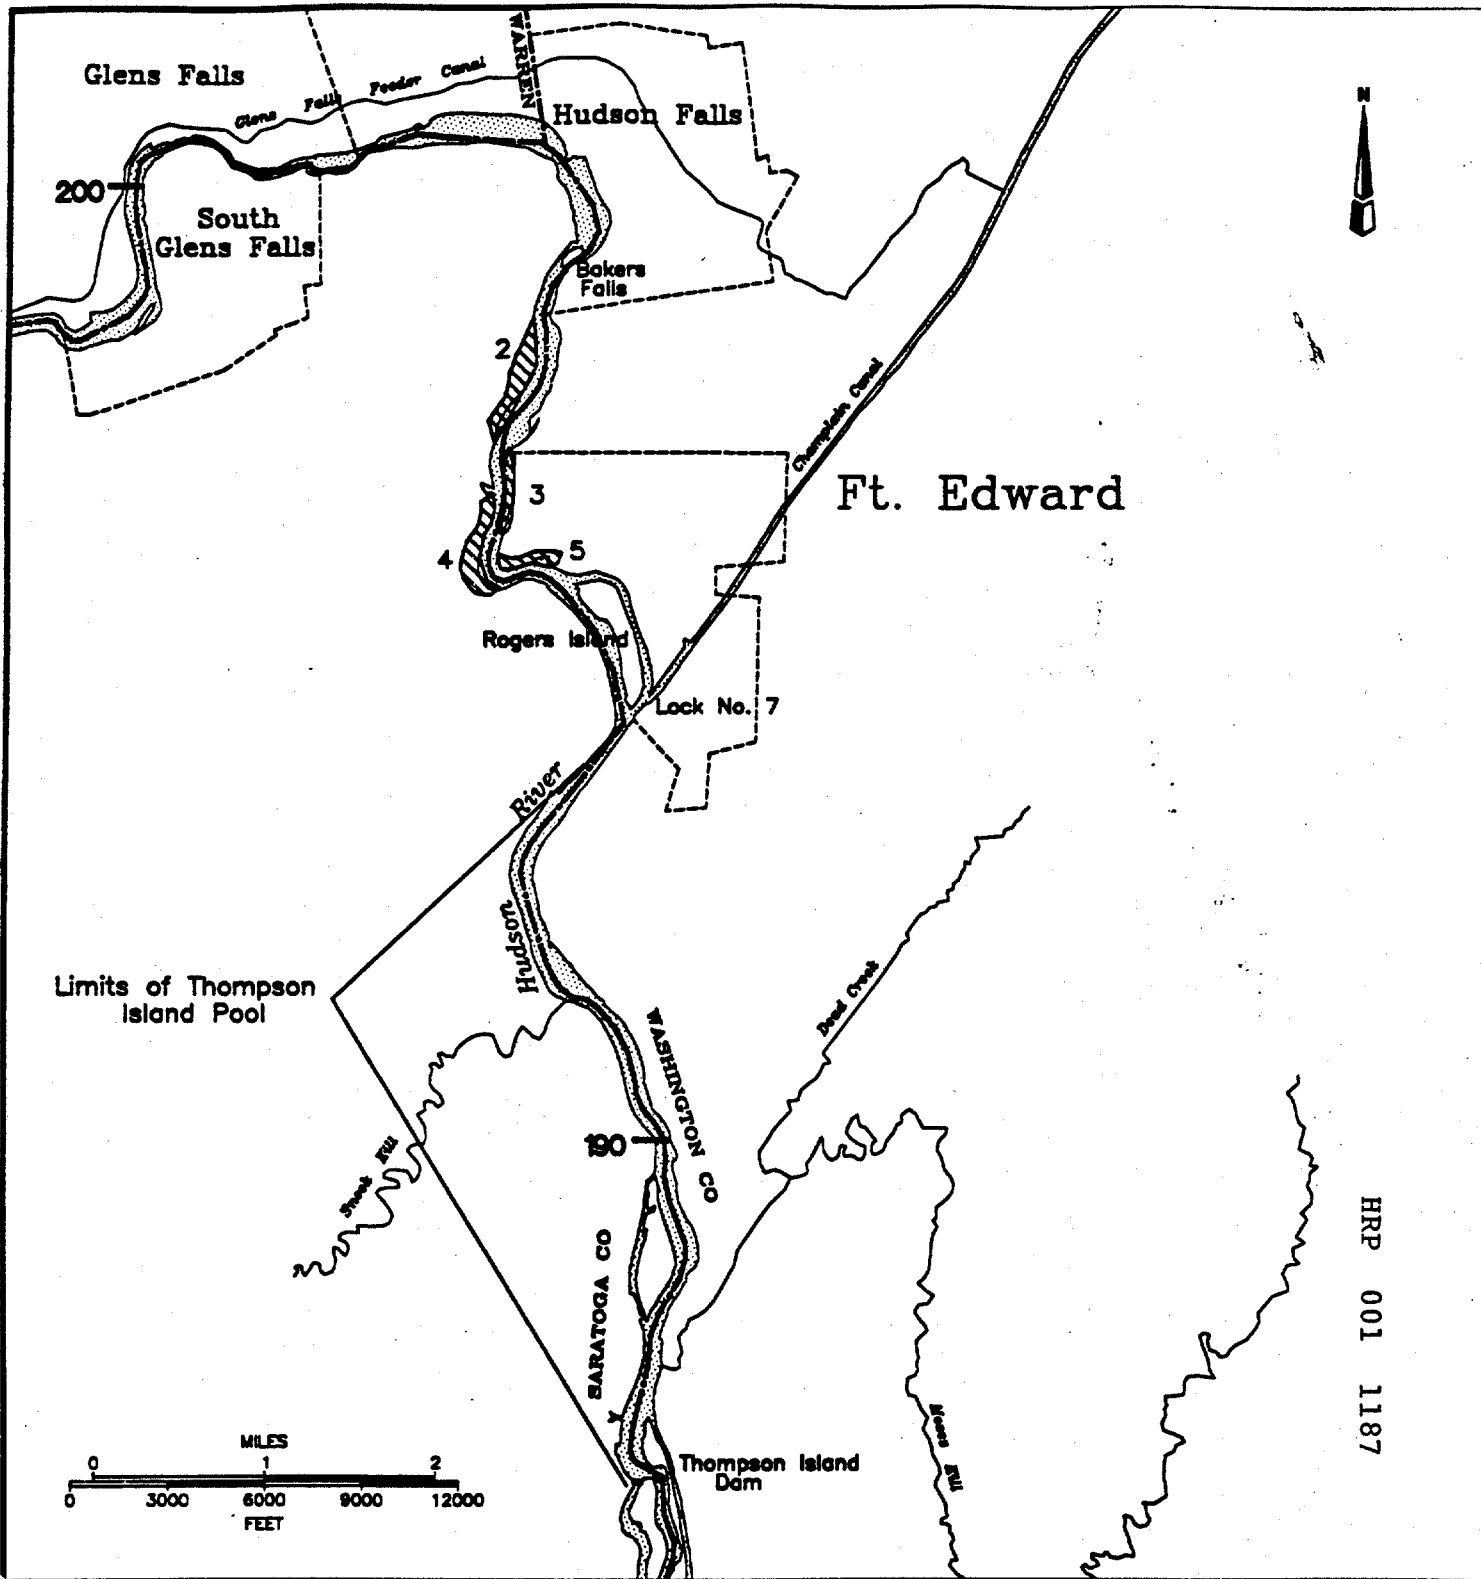 WARREN
Glens Falls
Glens Falls Feeder Canal
Hudson Falls
N
200
South
Glens Falls
Bakers
Falls
2
Champlain Canal
3
Ft. Edward
4
5
Rogers Island
Lock No. 7
Hudson River
Limits of Thompson
Island Pool
Dead Creek
WASHINGTON CO
190
Snook Kill
SARATOGA CO
HRP 001 1187
Moses Kill
Thompson Island
Dam
MILES
0 1 2
0 3000 6000 9000 12000
FEET